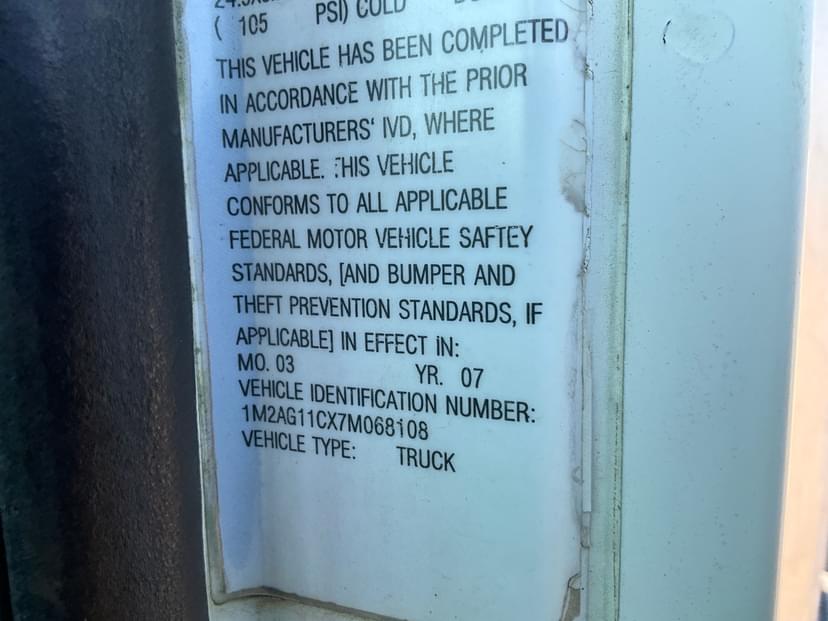 ( 105 PSI) COLD
THIS VEHICLE HAS BEEN COMPLETED
IN ACCORDANCE WITH THE PRIOR
MANUFACTURERS' IVD, WHERE
APPLICABLE. THIS VEHICLE
CONFORMS TO ALL APPLICABLE
FEDERAL MOTOR VEHICLE SAFTEY
STANDARDS, [AND BUMPER AND
THEFT PREVENTION STANDARDS, IF
APPLICABLE] IN EFFECT IN:
MO. 03 YR. 07
VEHICLE IDENTIFICATION NUMBER:
1M2AG11CX7M068108
VEHICLE TYPE: TRUCK